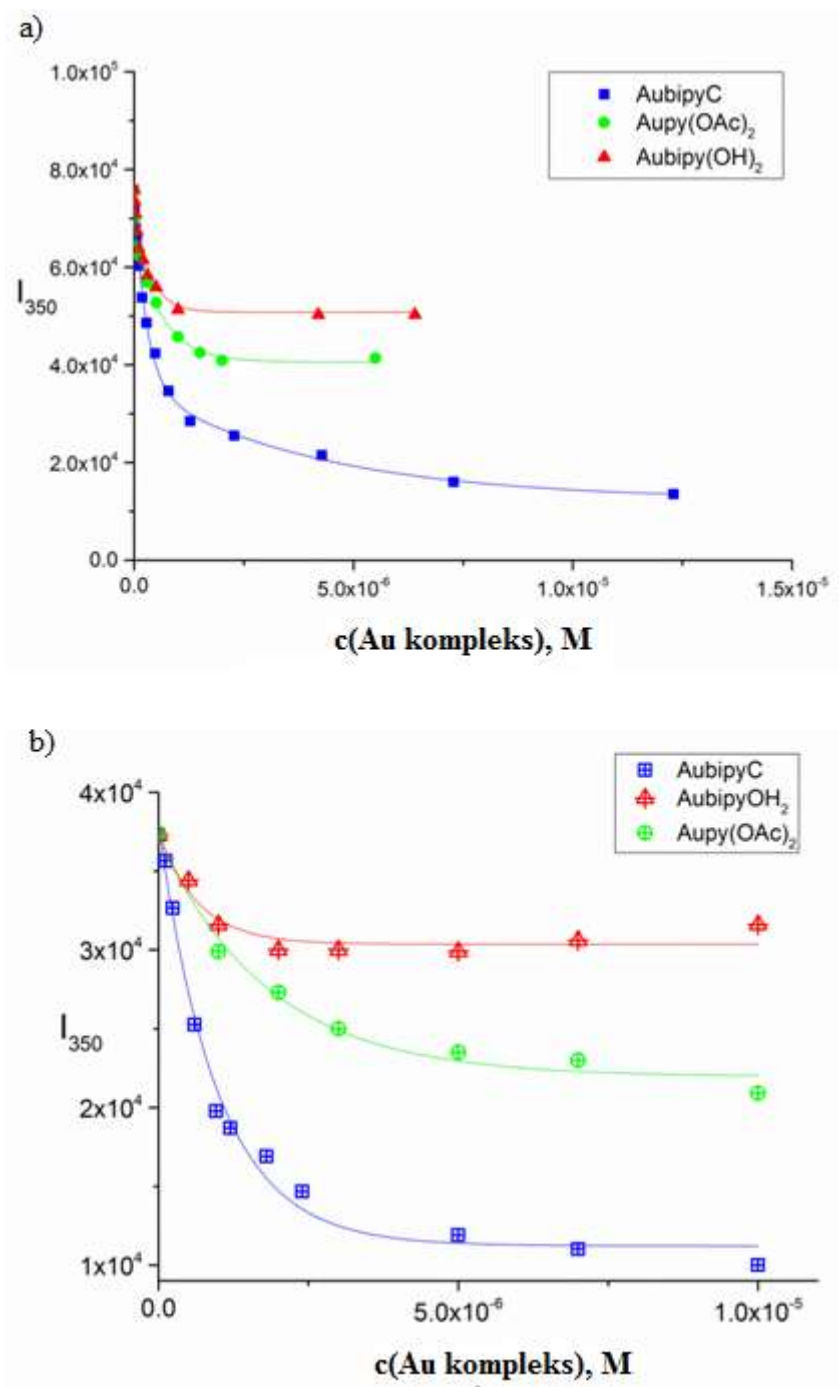 a)
1.0x10⁵
8.0x10⁴
6.0x10⁴
4.0x10⁴
2.0x10⁴
0.0
I₃₅₀
AubipyC
Aupy(OAc)₂
Aubipy(OH)₂
0.0
5.0x10⁻⁶
1.0x10⁻⁵
1.5x10⁻⁵
c(Au kompleks), M
b)
4x10⁴
3x10⁴
2x10⁴
1x10⁴
I₃₅₀
AubipyC
AubipyOH₂
Aupy(OAc)₂
0.0
5.0x10⁻⁶
1.0x10⁻⁵
c(Au kompleks), M